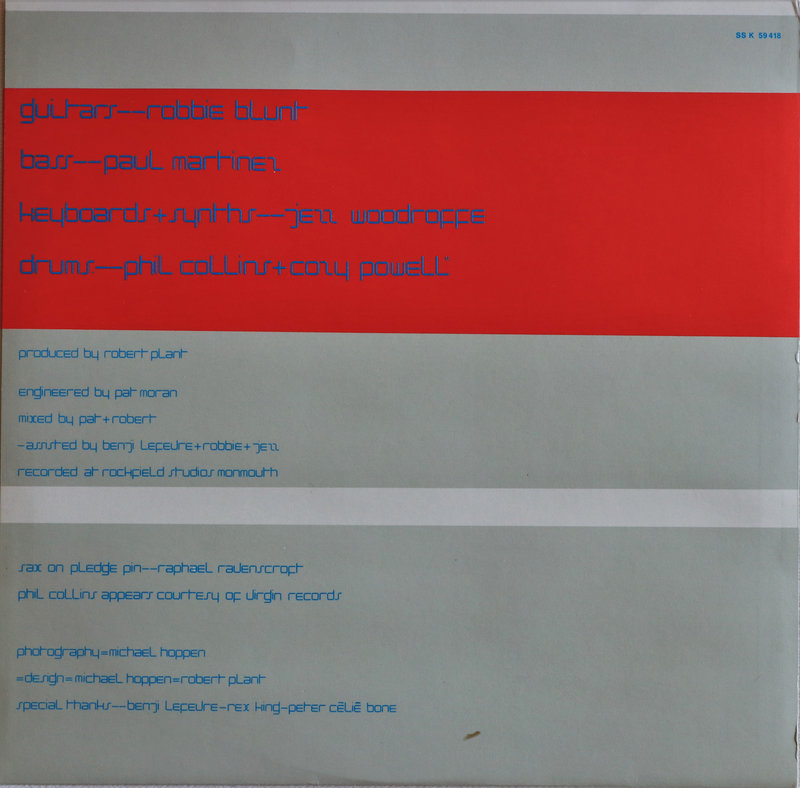 SS K 59418
guitars--robbie blunt
bass--paul martinez
keyboards+synths--jezz woodroffe
drums--phil collins+cozy powell"
produced by robert plant
engineered by pat moran
mixed by pat+robert
-assisted by benji Lefevre+robbie+jezz
recorded at rockfield studios monmouth
sax on pledge pin--raphael ravenscroft
phil collins appears courtesy of virgin records
photography=michael hoppen
=design=michael hoppen=robert plant
special thanks--benji Lefevre-rex king-peter cēliē bone